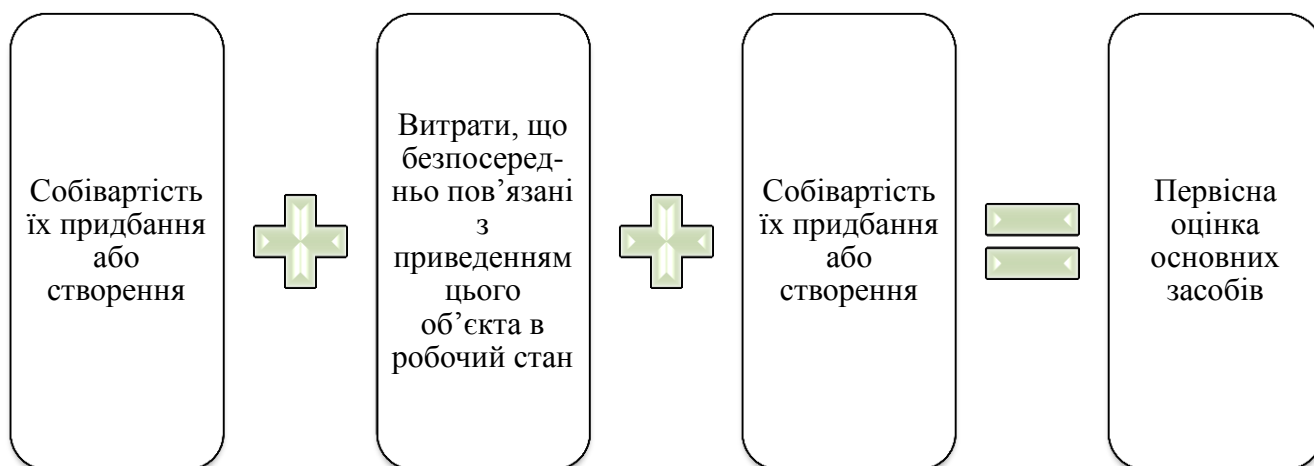 Собівартість
їх придбання
або
створення
Витрати, що
безпосеред-
ньо пов’язані
з
приведенням
цього
об’єкта в
робочий стан
Собівартість
їх придбання
або
створення
Первісна
оцінка
основних
засобів